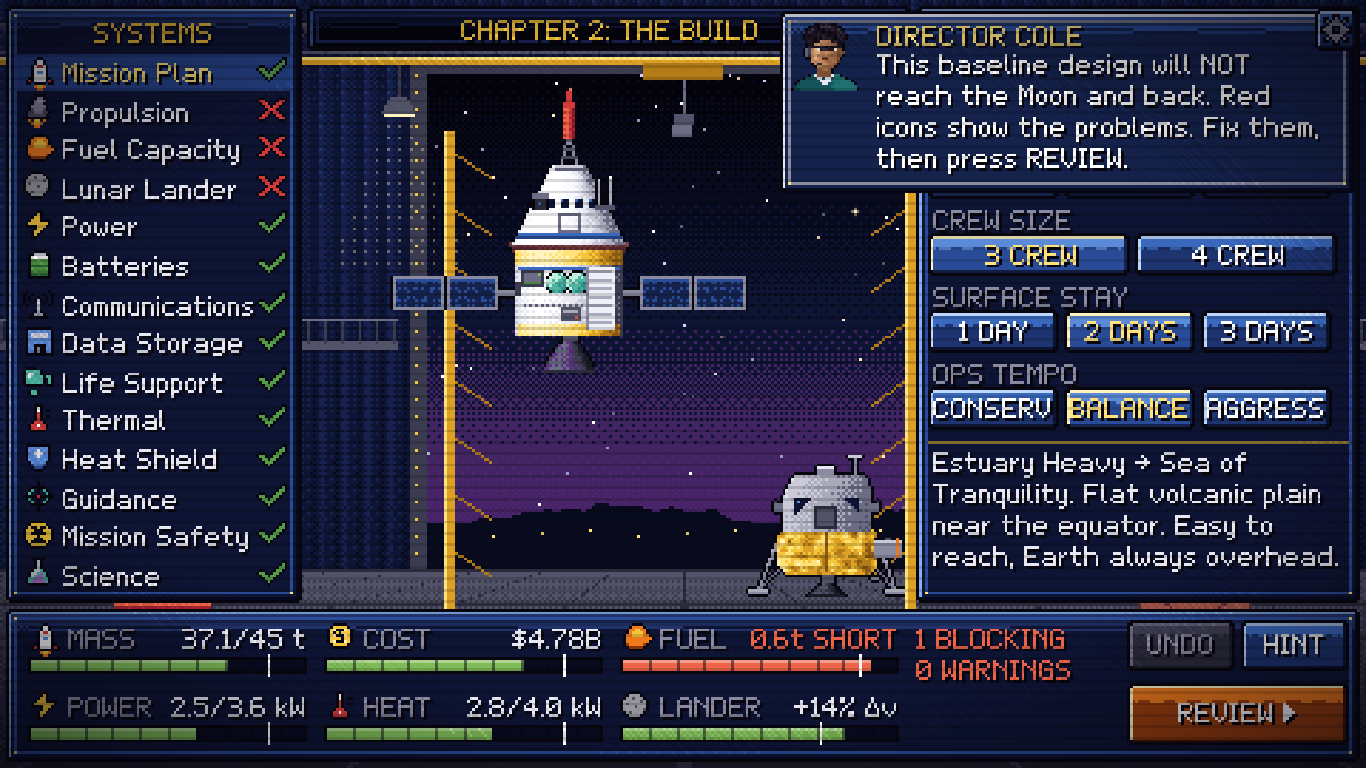 SYSTEMS
Mission Plan
Propulsion
Fuel Capacity
Lunar Lander
Power
Batteries
Communications
Data Storage
Life Support
Thermal
Heat Shield
Guidance
Mission Safety
Science
CHAPTER 2: THE BUILD
DIRECTOR COLE
This baseline design will NOT
reach the Moon and back. Red
icons show the problems. Fix them,
then press REVIEW.
CREW SIZE
3 CREW 4 CREW
SURFACE STAY
1 DAY 2 DAYS 3 DAYS
OPS TEMPO
CONSERV BALANCE AGGRESS
Estuary Heavy → Sea of
Tranquility. Flat volcanic plain
near the equator. Easy to
reach, Earth always overhead.
MASS 37.1/45 t COST $4.78B FUEL 0.6t SHORT 1 BLOCKING
0 WARNINGS
POWER 2.5/3.6 kW HEAT 2.8/4.0 kW LANDER +14% Δv
UNDO HINT
REVIEW